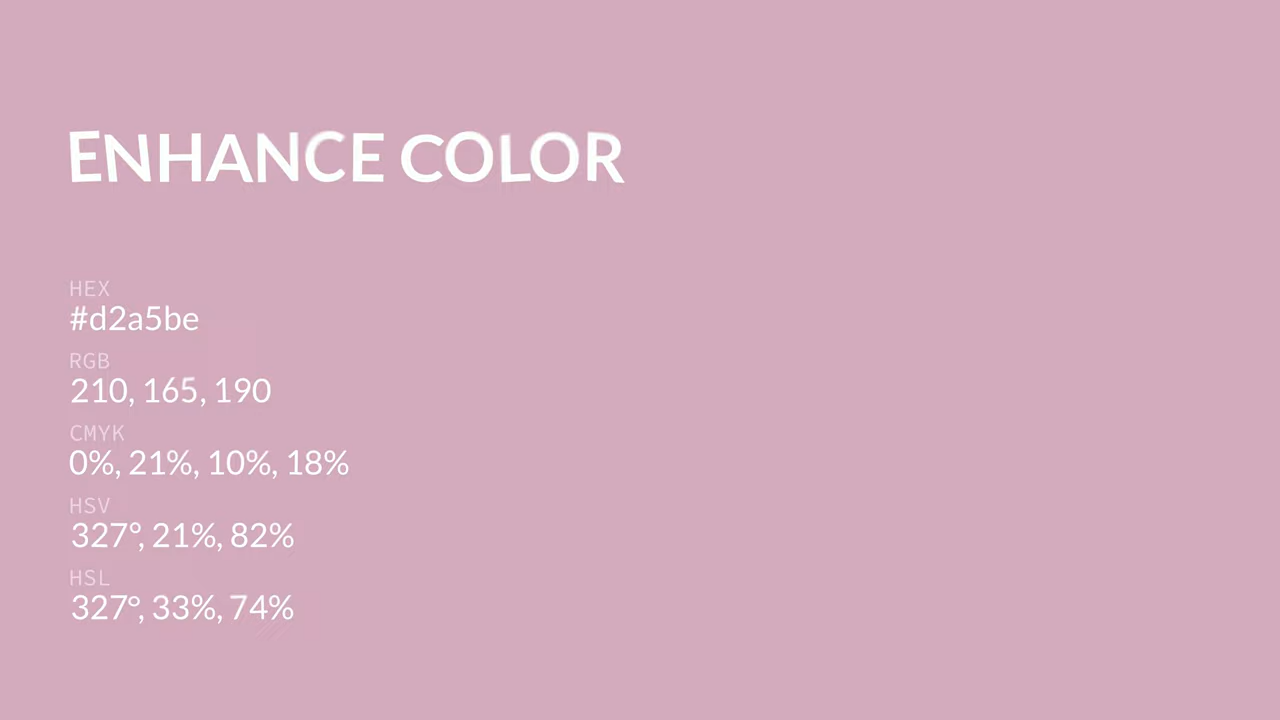 ENHANCE COLOR
HEX
#d2a5be
RGB
210, 165, 190
CMYK
0%, 21%, 10%, 18%
HSV
327°, 21%, 82%
HSL
327°, 33%, 74%